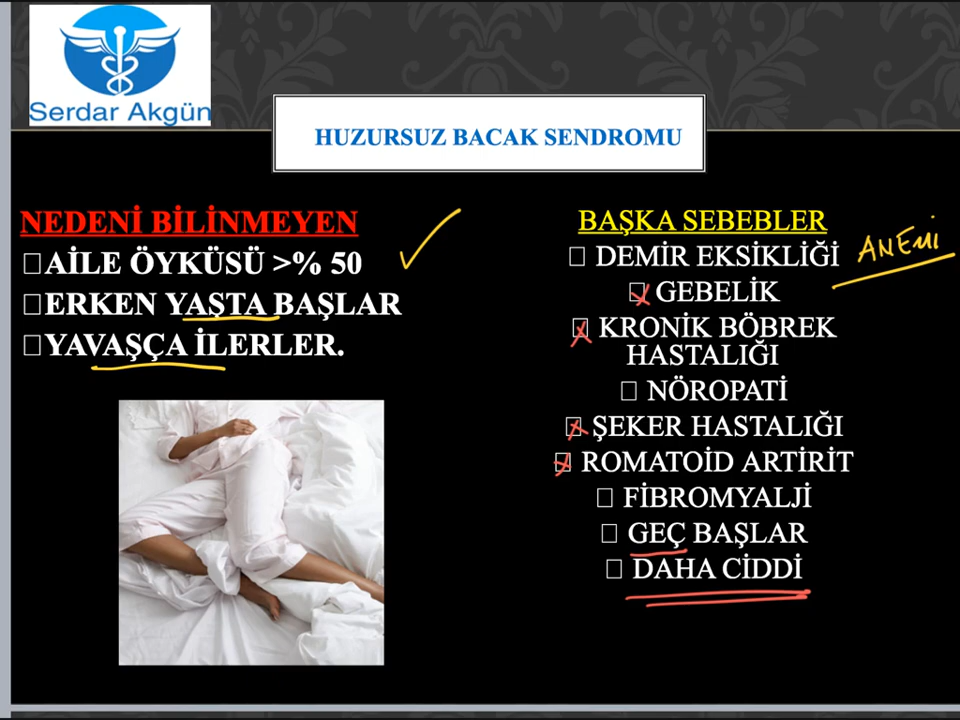 Serdar Akgün
HUZURSUZ BACAK SENDROMU
NEDENİ BİLİNMEYEN
AİLE ÖYKÜSÜ >% 50
ERKEN YAŞTA BAŞLAR
YAVAŞÇA İLERLER.
BAŞKA SEBEBLER
DEMİR EKSİKLİĞİ
ANEMİ
GEBELİK
KRONİK BÖBREK
HASTALIĞI
NÖROPATİ
ŞEKER HASTALIĞI
ROMATOİD ARTİRİT
FİBROMYALJİ
GEÇ BAŞLAR
DAHA CİDDİ